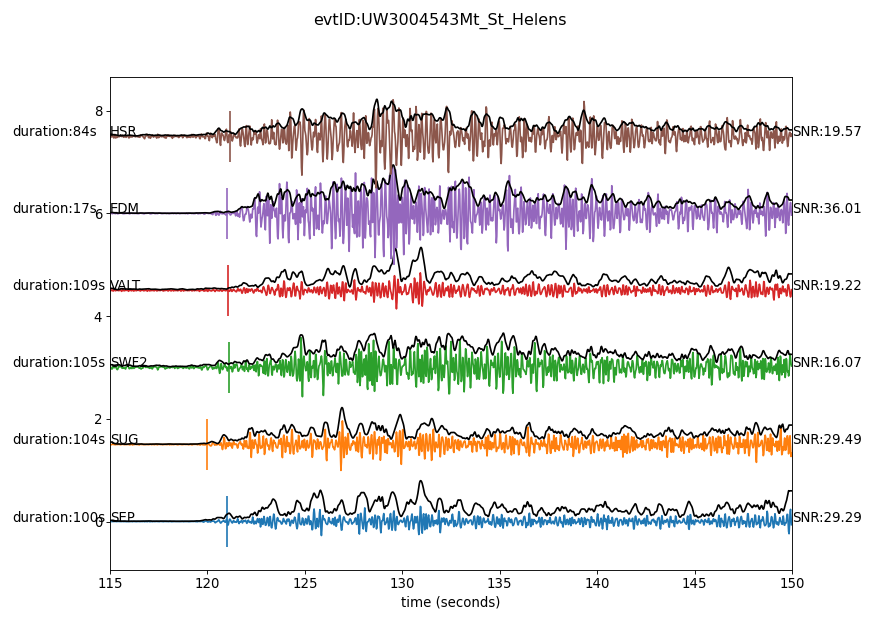 evtID:UW3004543Mt_St_Helens
8
duration:84s HSR SNR:19.57
duration:17s EDM SNR:36.01
6
duration:109s VALT SNR:19.22
4
duration:105s SWF2 SNR:16.07
2
duration:104s SUG SNR:29.49
duration:100s SEP SNR:29.29
0
115 120 125 130 135 140 145 150
time (seconds)